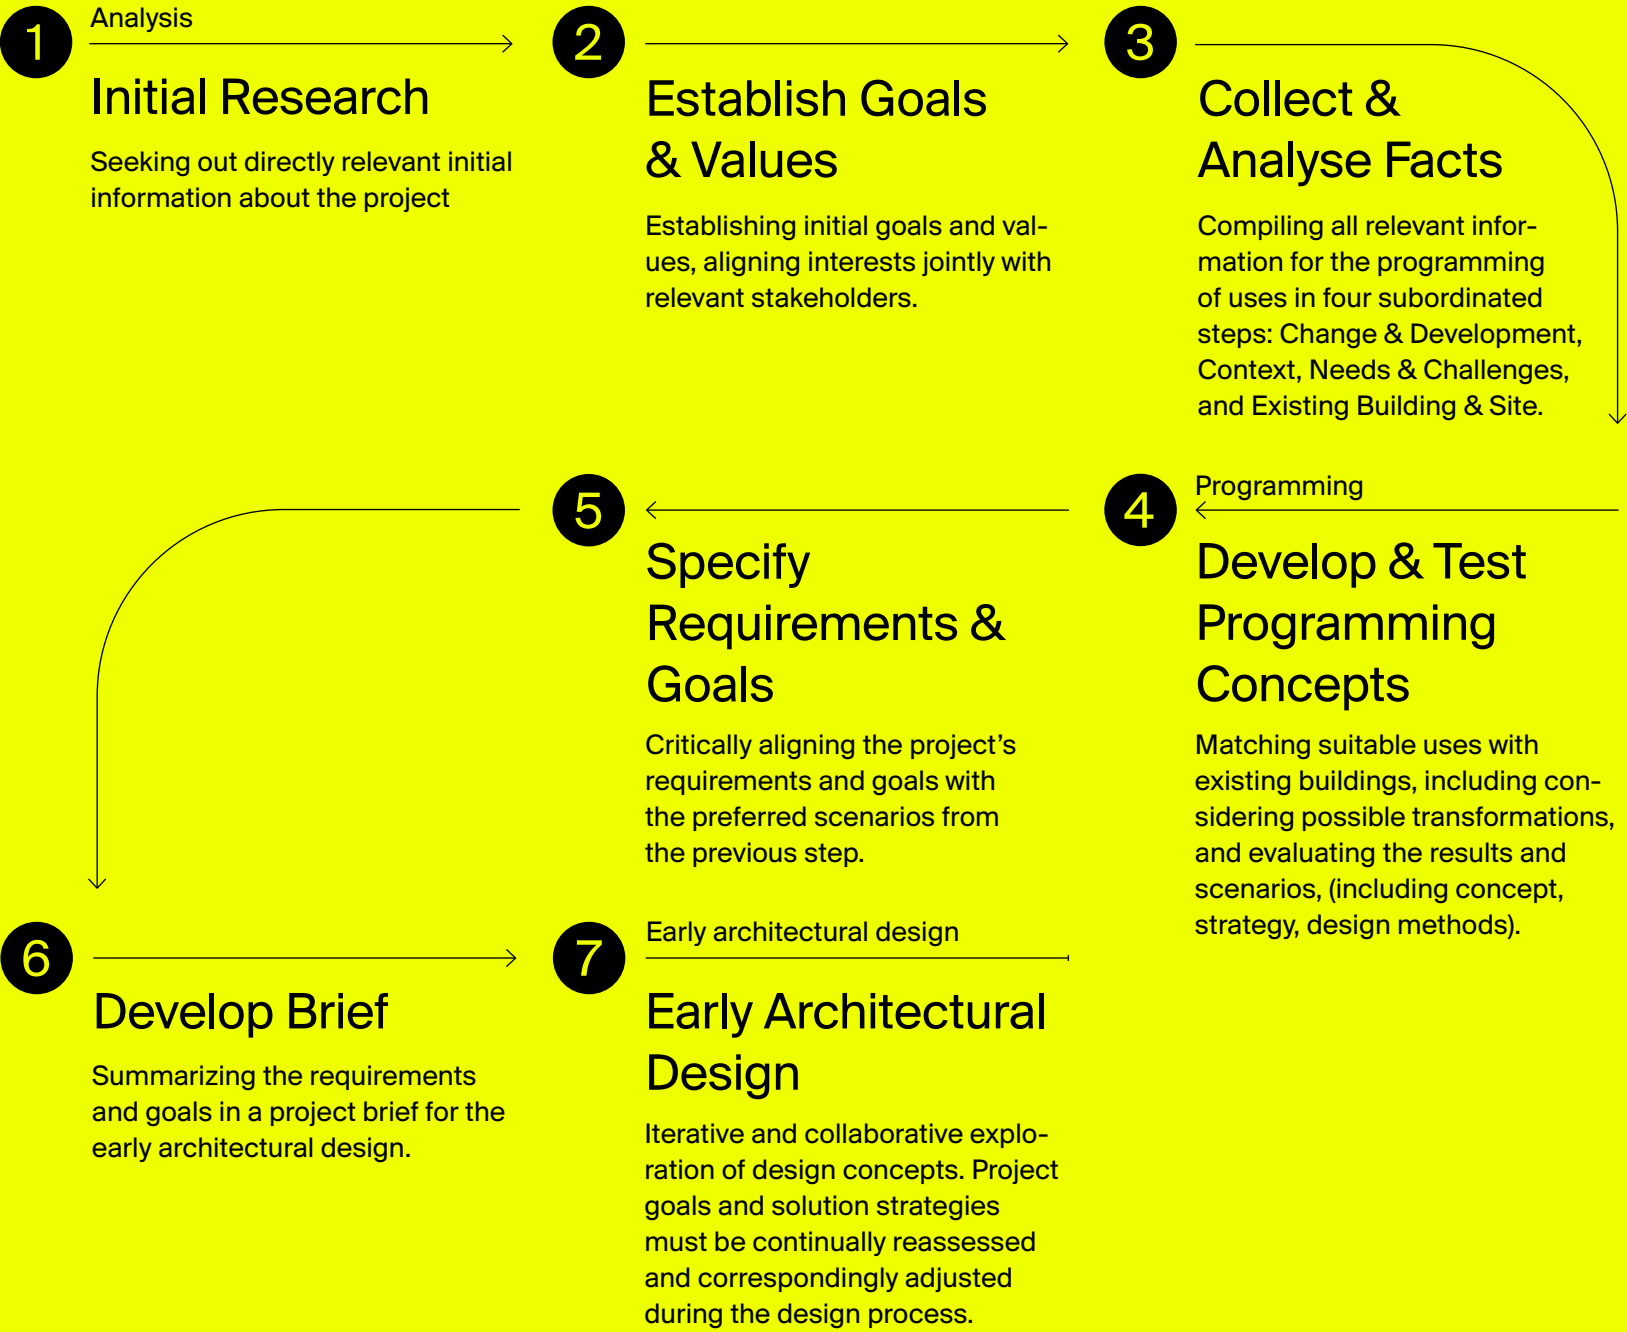 1
Analysis
Initial Research
Seeking out directly relevant initial
information about the project
2
Establish Goals
& Values
Establishing initial goals and val-
ues, aligning interests jointly with
relevant stakeholders.
3
Collect &
Analyse Facts
Compiling all relevant infor-
mation for the programming
of uses in four subordinated
steps: Change & Development,
Context, Needs & Challenges,
and Existing Building & Site.
4
Programming
Develop & Test
Programming
Concepts
Matching suitable uses with
existing buildings, including con-
sidering possible transformations,
and evaluating the results and
scenarios, (including concept,
strategy, design methods).
5
Specify
Requirements &
Goals
Critically aligning the project’s
requirements and goals with
the preferred scenarios from
the previous step.
6
Develop Brief
Summarizing the requirements
and goals in a project brief for the
early architectural design.
7
Early architectural design
Early Architectural
Design
Iterative and collaborative explo-
ration of design concepts. Project
goals and solution strategies
must be continually reassessed
and correspondingly adjusted
during the design process.